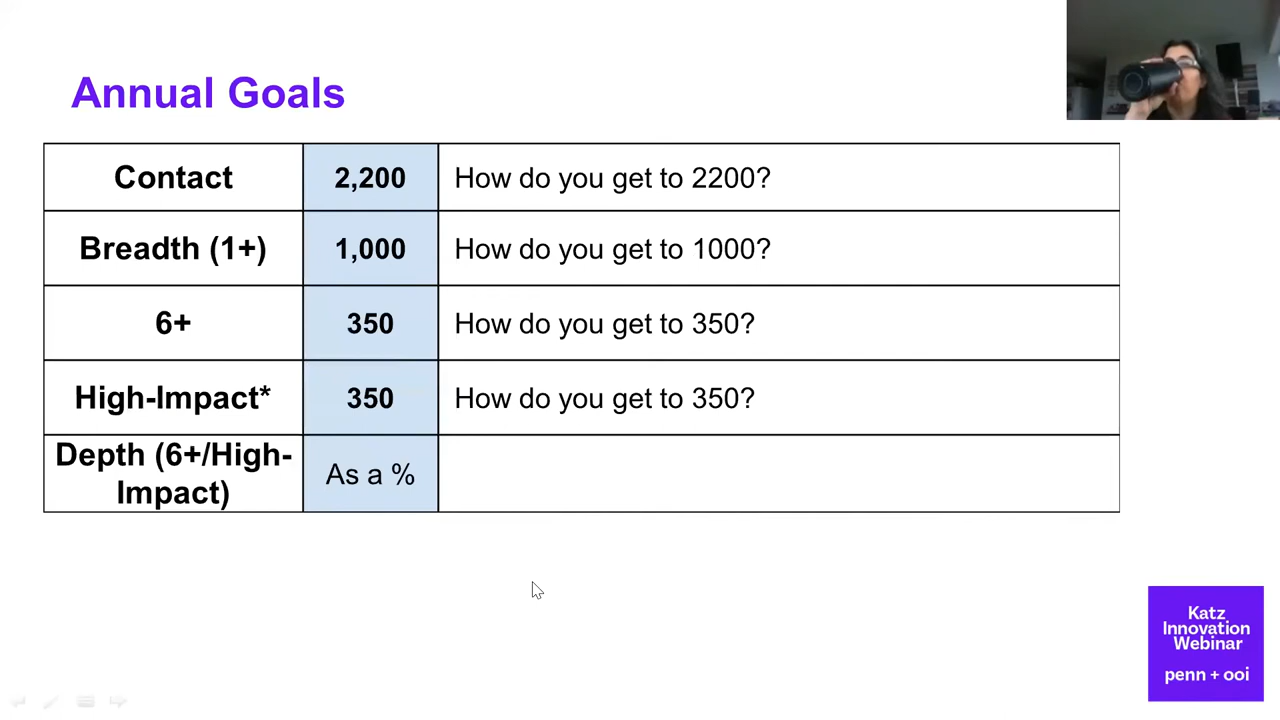 Annual Goals
Contact
2,200
How do you get to 2200?
Breadth (1+)
1,000
How do you get to 1000?
6+
350
How do you get to 350?
High-Impact*
350
How do you get to 350?
Depth (6+/High-
Impact)
As a %
Katz
Innovation
Webinar
penn + ooi